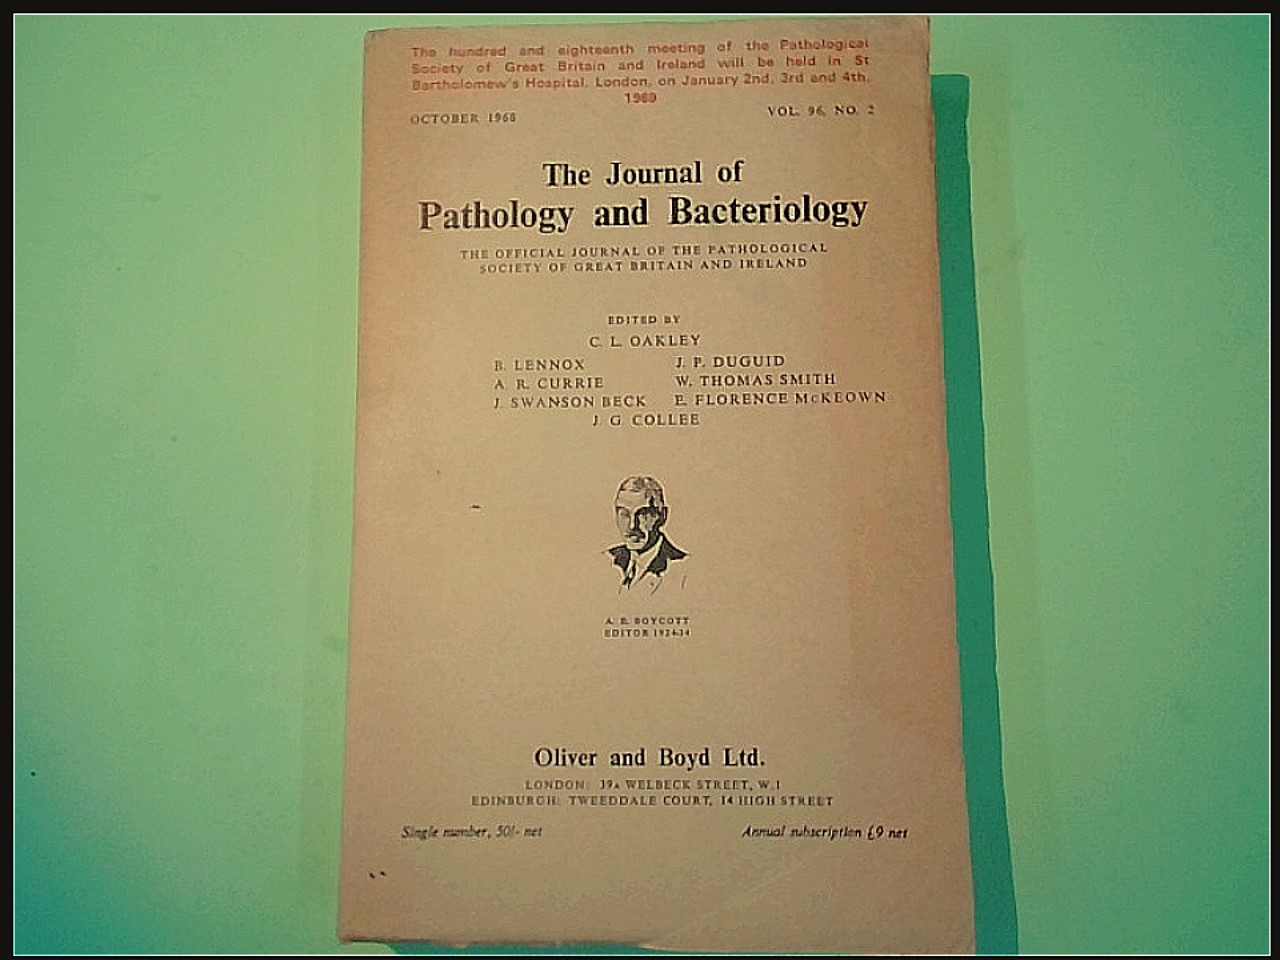 The hundred and eighteenth meeting of the Pathological
Society of Great Britain and Ireland will be held in St
Bartholomew's Hospital, London, on January 2nd, 3rd and 4th,
1969
OCTOBER 1968 VOL. 96, NO. 2
The Journal of
Pathology and Bacteriology
THE OFFICIAL JOURNAL OF THE PATHOLOGICAL
SOCIETY OF GREAT BRITAIN AND IRELAND
EDITED BY
C. L. OAKLEY
B. LENNOX J. P. DUGUID
A. R. CURRIE W. THOMAS SMITH
J. SWANSON BECK E. FLORENCE McKEOWN
J. G. COLLEE
A. E. BOYCOTT
EDITOR 1924-34
Oliver and Boyd Ltd.
LONDON: 39A WELBECK STREET, W.1
EDINBURGH: TWEEDDALE COURT, 14 HIGH STREET
Single number, 50/- net Annual subscription £9 net